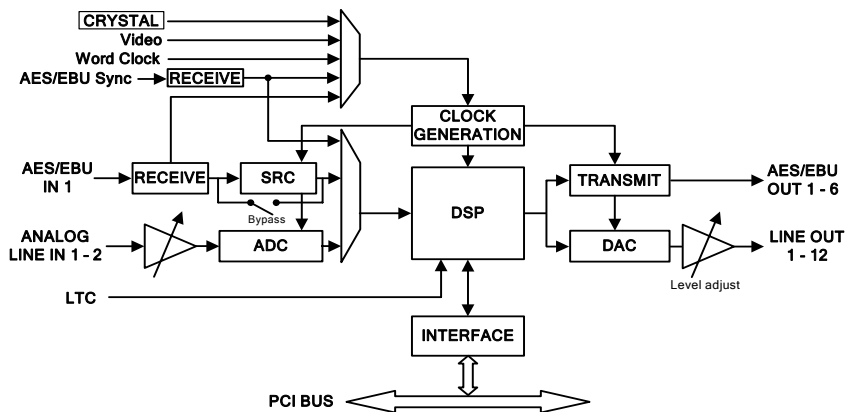 CRYSTAL
Video
Word Clock
AES/EBU Sync
RECEIVE
CLOCK
GENERATION
AES/EBU
IN 1
RECEIVE
SRC
Bypass
DSP
TRANSMIT
AES/EBU
OUT 1 - 6
ANALOG
LINE IN 1 - 2
ADC
DAC
LINE OUT
1 - 12
Level adjust
LTC
INTERFACE
PCI BUS